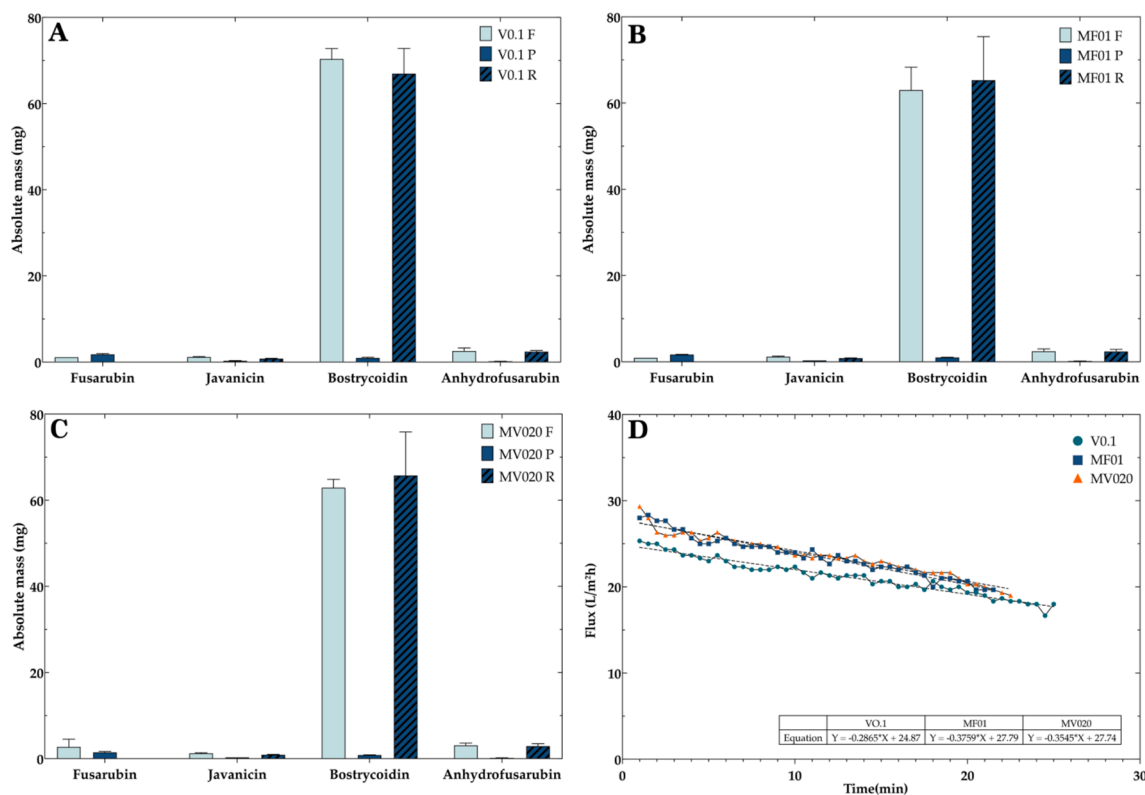 A
V0.1 F
V0.1 P
V0.1 R
80
60
40
20
0
Absolute mass (mg)
Fusarubin Javanicin Bostrycoidin Anhydrofusarubin
B
MF01 F
MF01 P
MF01 R
80
60
40
20
0
Absolute mass (mg)
Fusarubin Javanicin Bostrycoidin Anhydrofusarubin
C
MV020 F
MV020 P
MV020 R
80
60
40
20
0
Absolute mass (mg)
Fusarubin Javanicin Bostrycoidin Anhydrofusarubin
D
V0.1
MF01
MV020
40
30
20
10
0
Flux (L/m²h)
VO.1 MF01 MV020
Equation Y = -0.2865*X + 24.87 Y = -0.3759*X + 27.79 Y = -0.3545*X + 27.74
0 10 20 30
Time(min)